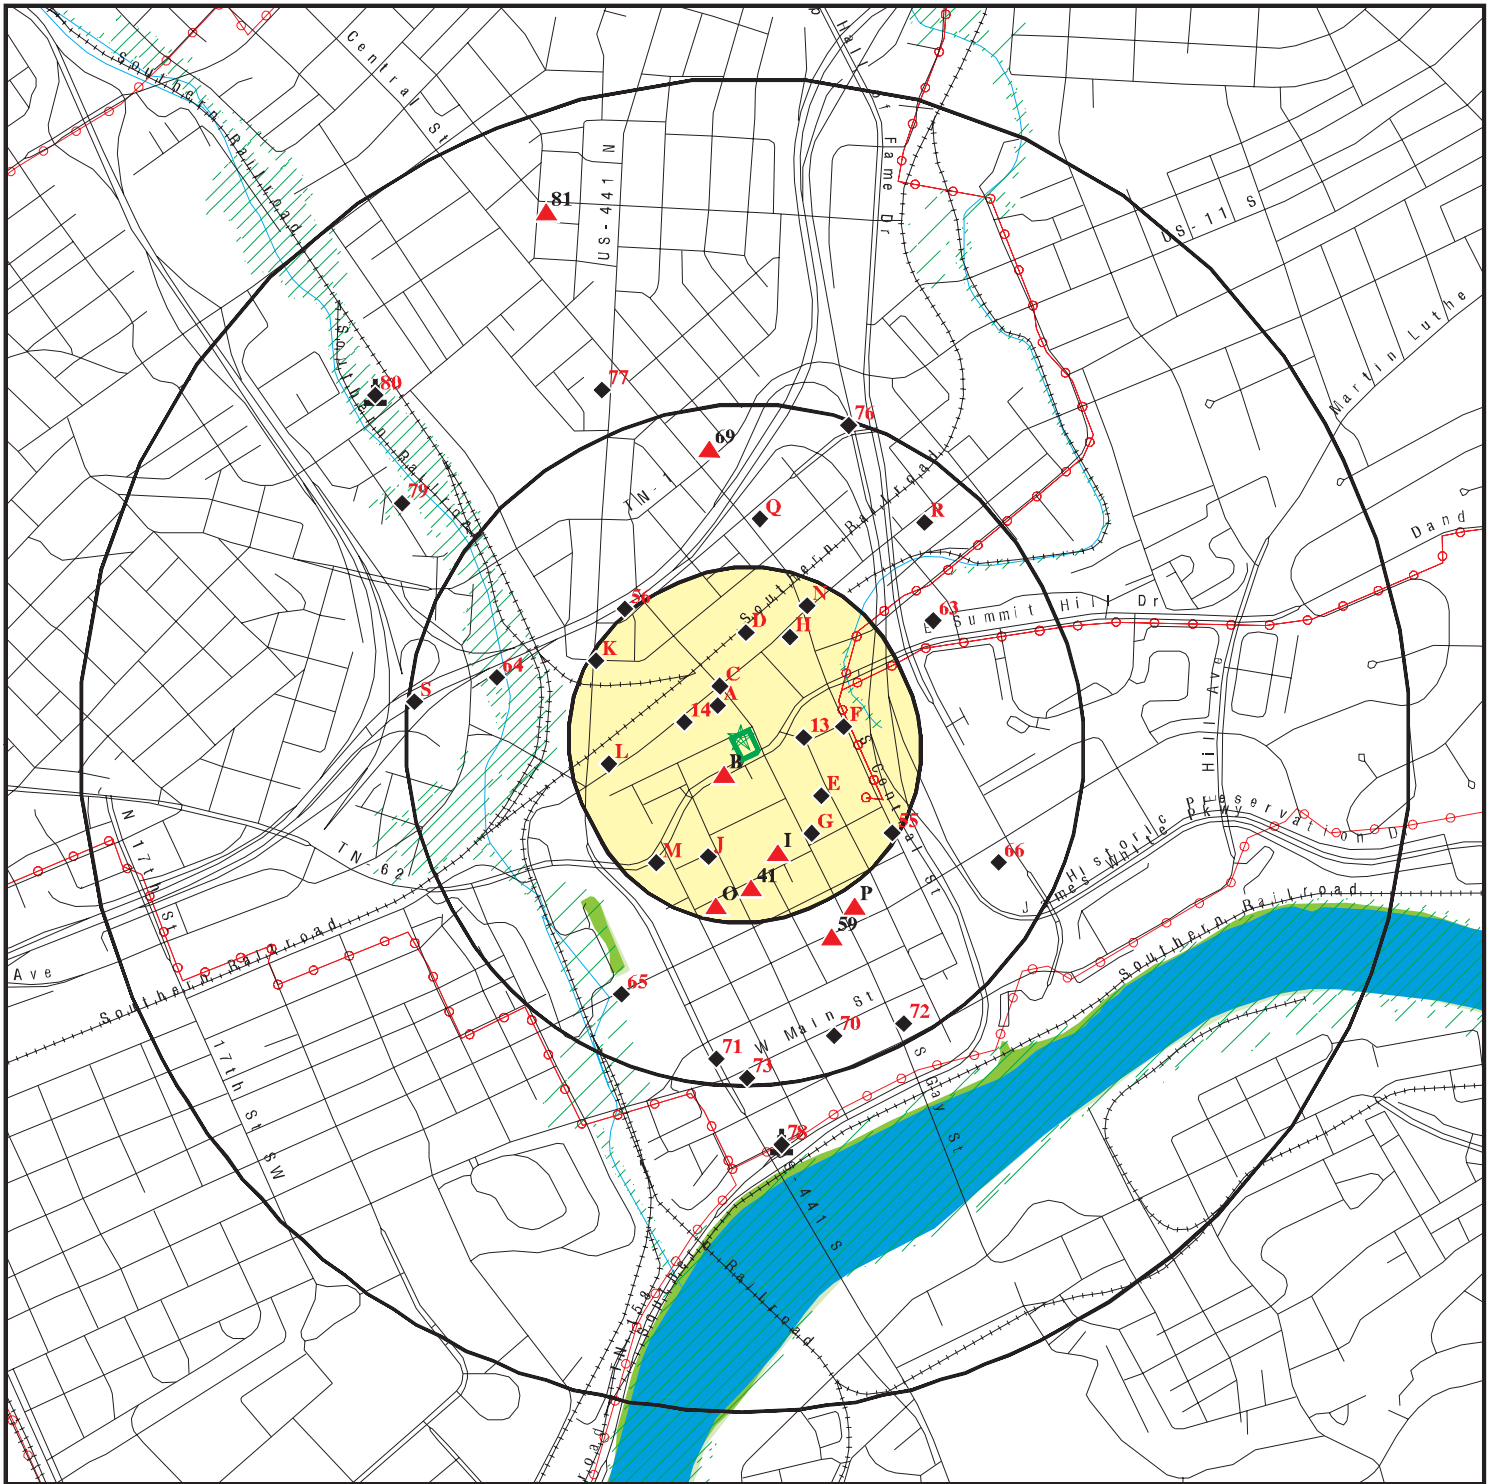 Southern Railroad
Central St
Hall of Fame Dr
US-441 N
US-11 S
81
Martin Luthe
Southern Railroad
80
77
76
69
TN-1
79
Q
R
Southern Railroad
Dand
56
N
63
E Summit Hill Dr
D
H
K
64
C
S
A
14
F
13
L
B
S Central St
Hill Ave
E
James White Pkwy
Historic Preservation D
N 17th St
G
55
TN-62
M
J
I
66
41
O
P
59
Southern Railroad
Ave
Southern Railroad
65
W Main St
70
72
71
73
S Gay St
17th St SW
78
S-441 S
Railroad
TN-158
Southern
road